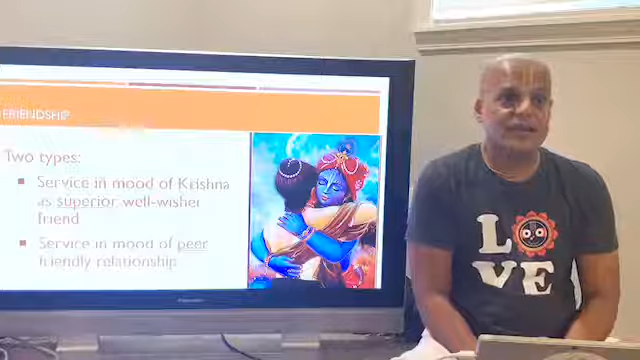 FRIENDSHIP
Two types:
Service in mood of Krishna
as superior well-wisher
friend
Service in mood of peer
friendly relationship
L VE